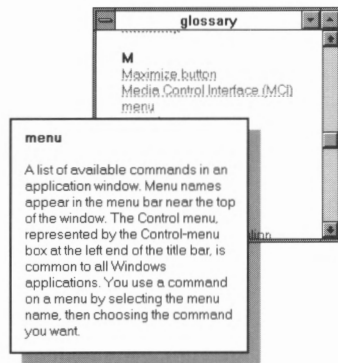 glossary
M
Maximize button
Media Control Interface (MCI)
menu
menu
A list of available commands in an
application window. Menu names
appear in the menu bar near the top
of the window. The Control menu,
represented by the Control-menu
box at the left end of the title bar, is
common to all Windows
applications. You use a command
on a menu by selecting the menu
name, then choosing the command
you want.